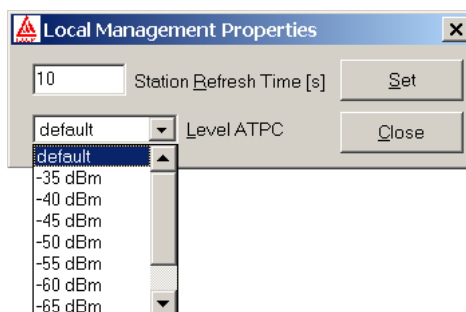 Local Management Properties
10 Station Refresh Time [s] Set
default Level ATPC Close
default
-35 dBm
-40 dBm
-45 dBm
-50 dBm
-55 dBm
-60 dBm
-65 dBm